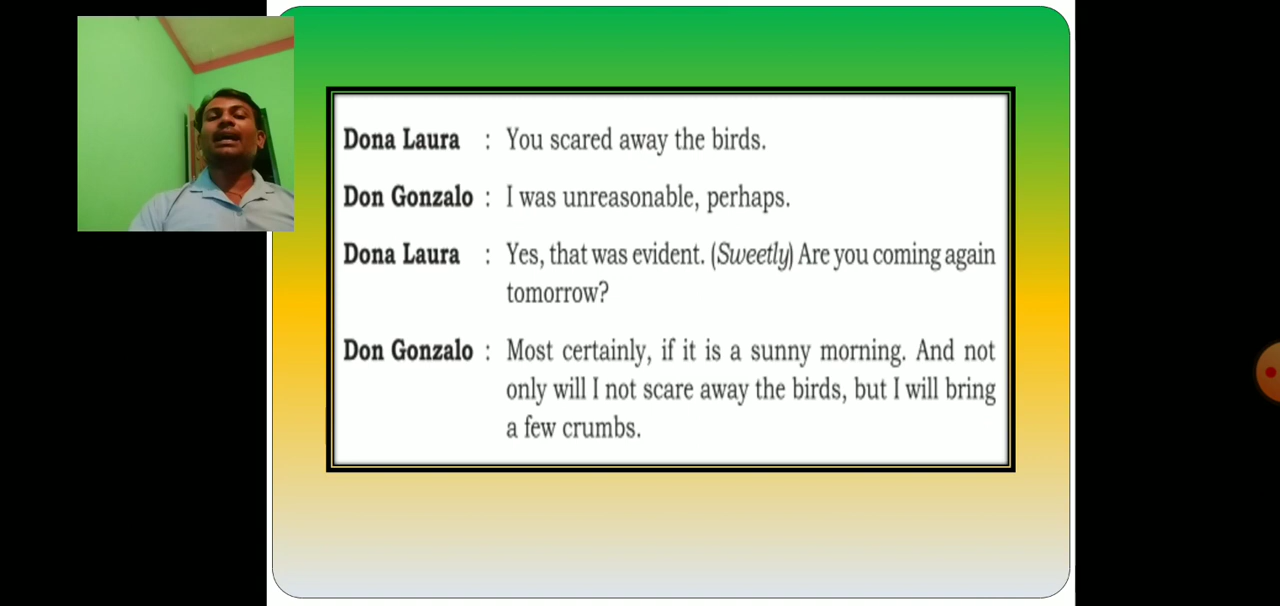 Dona Laura : You scared away the birds.
Don Gonzalo : I was unreasonable, perhaps.
Dona Laura : Yes, that was evident. (Sweetly) Are you coming again
tomorrow?
Don Gonzalo : Most certainly, if it is a sunny morning. And not
only will I not scare away the birds, but I will bring
a few crumbs.